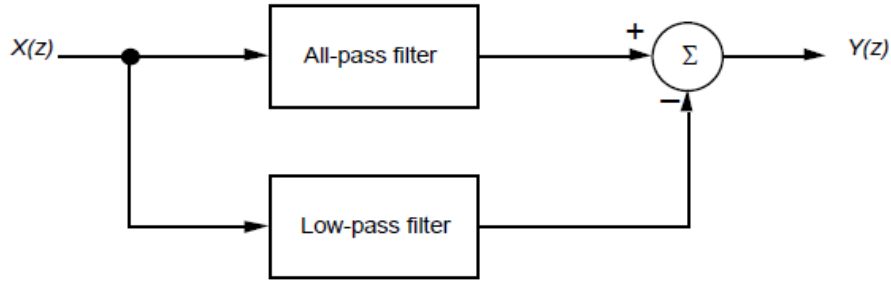 X(z)
All-pass filter
+
Σ
Y(z)
−
Low-pass filter